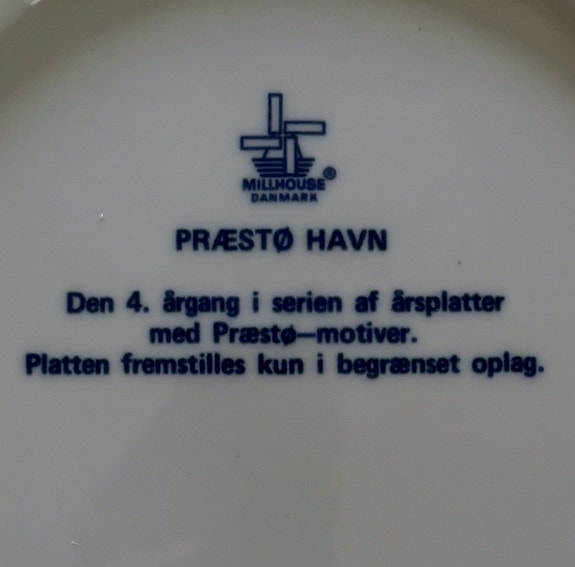 MILLHOUSE®
DANMARK
PRÆSTØ HAVN
Den 4. årgang i serien af årsplatter
med Præstø–motiver.
Platten fremstilles kun i begrænset oplag.